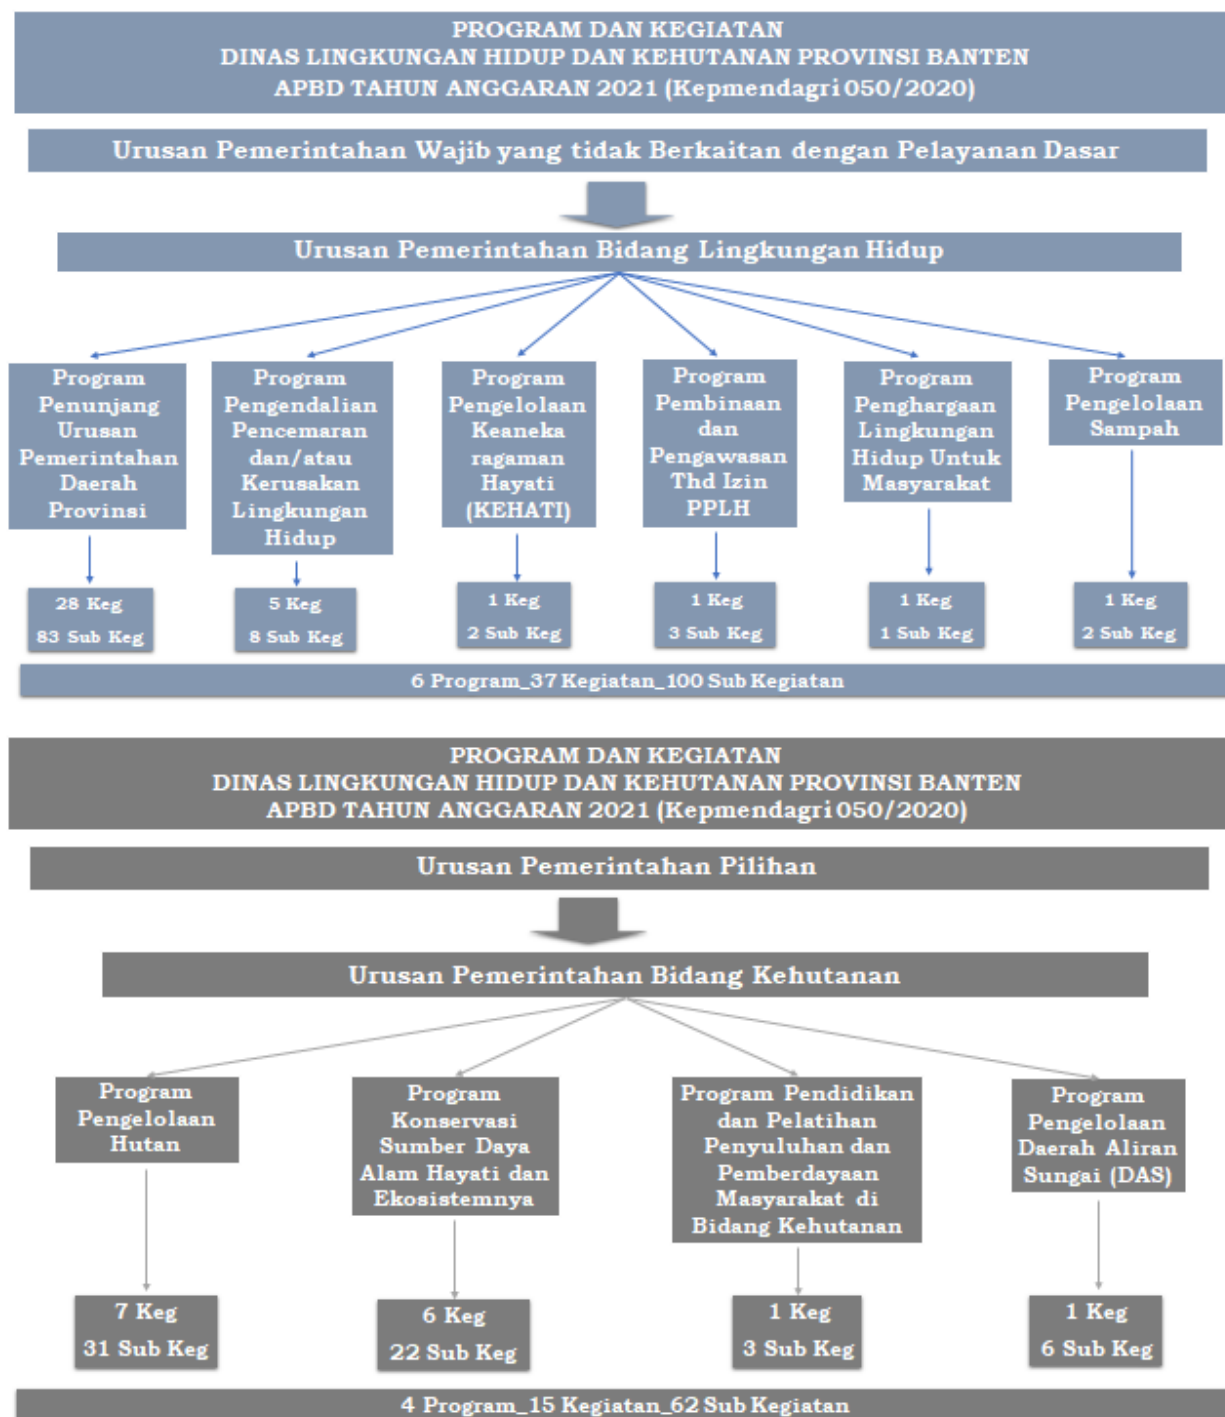 PROGRAM DAN KEGIATAN
DINAS LINGKUNGAN HIDUP DAN KEHUTANAN PROVINSI BANTEN
APBD TAHUN ANGGARAN 2021 (Kepmendagri 050/2020)
Urusan Pemerintahan Wajib yang tidak Berkaitan dengan Pelayanan Dasar
Urusan Pemerintahan Bidang Lingkungan Hidup
Program
Penunjang
Urusan
Pemerintahan
Daerah
Provinsi
Program
Pengendalian
Pencemaran
dan/atau
Kerusakan
Lingkungan
Hidup
Program
Pengelolaan
Keaneka
ragaman
Hayati
(KEHATI)
Program
Pembinaan
dan
Pengawasan
Thd Izin
PPLH
Program
Penghargaan
Lingkungan
Hidup Untuk
Masyarakat
Program
Pengelolaan
Sampah
28 Keg
83 Sub Keg
5 Keg
8 Sub Keg
1 Keg
2 Sub Keg
1 Keg
3 Sub Keg
1 Keg
1 Sub Keg
1 Keg
2 Sub Keg
6 Program_37 Kegiatan_100 Sub Kegiatan
PROGRAM DAN KEGIATAN
DINAS LINGKUNGAN HIDUP DAN KEHUTANAN PROVINSI BANTEN
APBD TAHUN ANGGARAN 2021 (Kepmendagri 050/2020)
Urusan Pemerintahan Pilihan
Urusan Pemerintahan Bidang Kehutanan
Program
Pengelolaan
Hutan
Program
Konservasi
Sumber Daya
Alam Hayati dan
Ekosistemnya
Program Pendidikan
dan Pelatihan
Penyuluhan dan
Pemberdayaan
Masyarakat di
Bidang Kehutanan
Program
Pengelolaan
Daerah Aliran
Sungai (DAS)
7 Keg
31 Sub Keg
6 Keg
22 Sub Keg
1 Keg
3 Sub Keg
1 Keg
6 Sub Keg
4 Program_15 Kegiatan_62 Sub Kegiatan